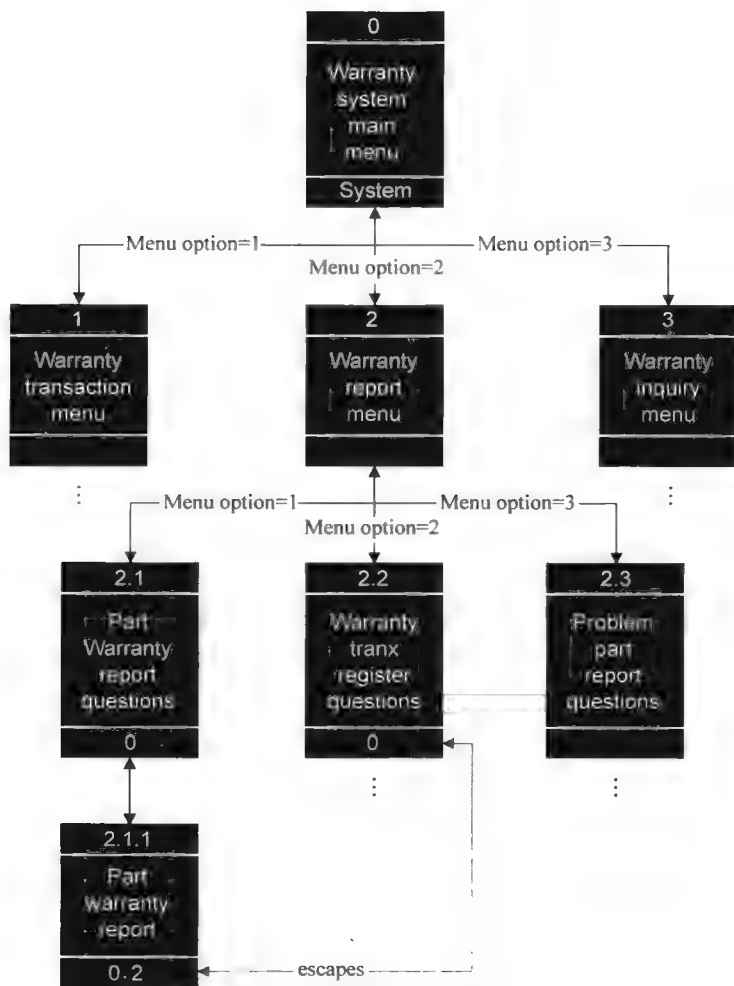 0
Warranty
system
main
menu
System
Menu option=1
Menu option=2
Menu option=3
1
Warranty
transaction
menu
2
Warranty
report
menu
3
Warranty
inquiry
menu
⋮
⋮
Menu option=1
Menu option=2
Menu option=3
2.1
Part
Warranty
report
questions
0
2.2
Warranty
tranx
register
questions
0
2.3
Problem
part
report
questions
⋮
⋮
2.1.1
Part
warranty
report
0.2
escapes